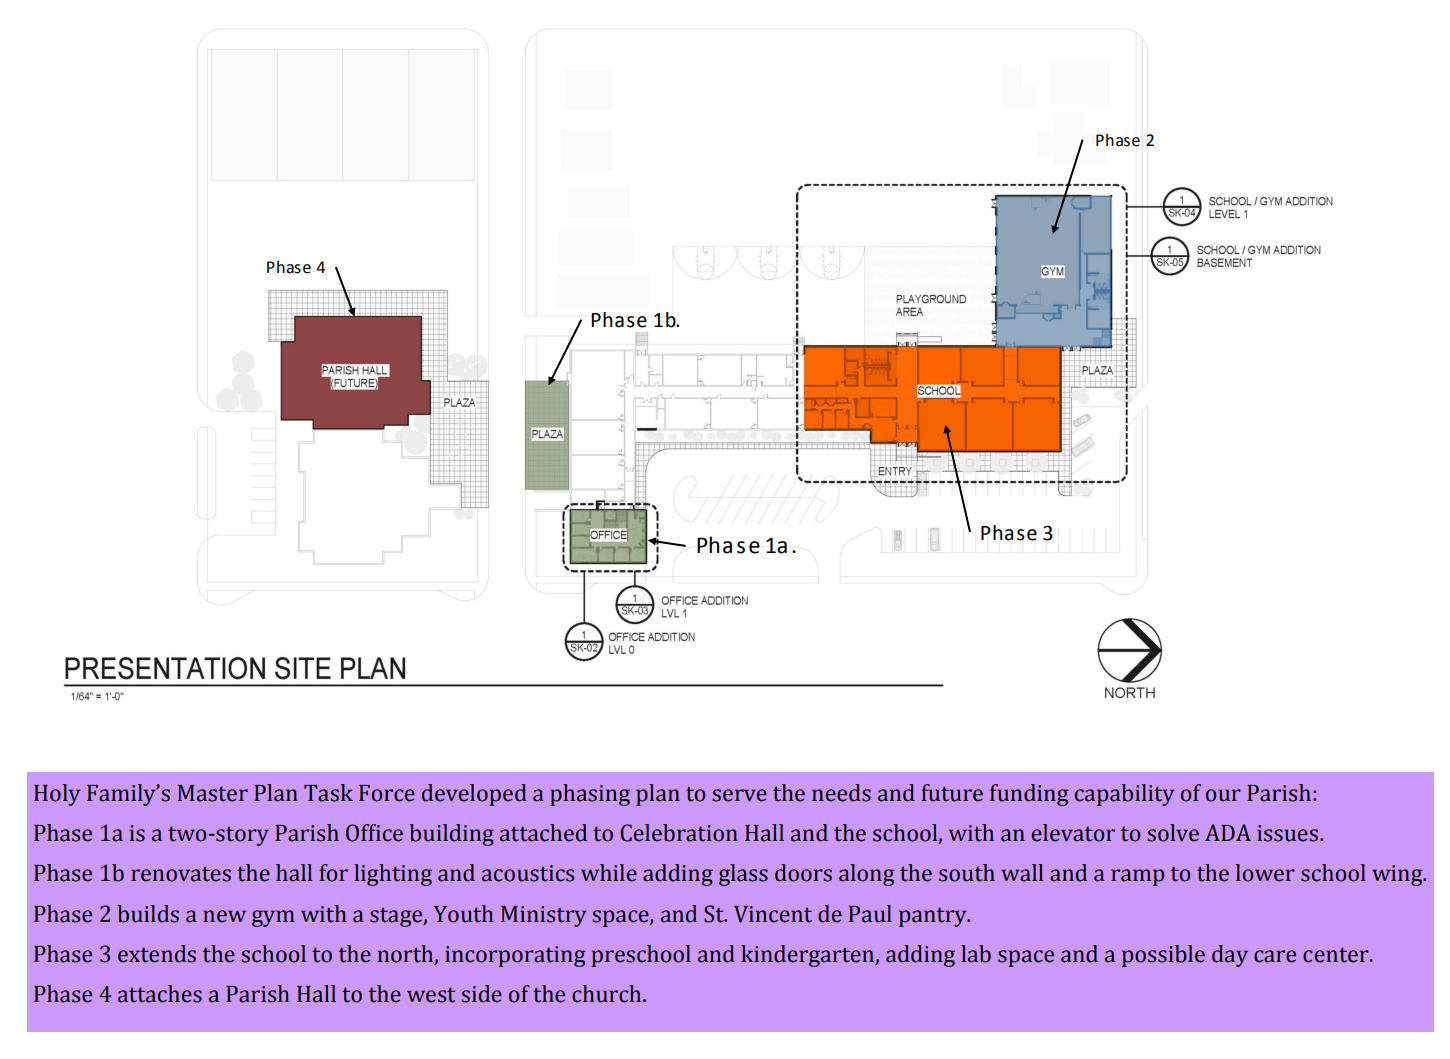 Phase 2
1
SK-04
SCHOOL / GYM ADDITION
LEVEL 1
1
SK-05
SCHOOL / GYM ADDITION
BASEMENT
Phase 4
GYM
PLAYGROUND
AREA
Phase 1b.
PARISH HALL
(FUTURE)
PLAZA
SCHOOL
PLAZA
PLAZA
ENTRY
OFFICE
Phase 1a.
Phase 3
1
SK-03
OFFICE ADDITION
LVL 1
1
SK-02
OFFICE ADDITION
LVL 0
PRESENTATION SITE PLAN
1/64" = 1'-0"
NORTH
Holy Family’s Master Plan Task Force developed a phasing plan to serve the needs and future funding capability of our Parish:
Phase 1a is a two-story Parish Office building attached to Celebration Hall and the school, with an elevator to solve ADA issues.
Phase 1b renovates the hall for lighting and acoustics while adding glass doors along the south wall and a ramp to the lower school wing.
Phase 2 builds a new gym with a stage, Youth Ministry space, and St. Vincent de Paul pantry.
Phase 3 extends the school to the north, incorporating preschool and kindergarten, adding lab space and a possible day care center.
Phase 4 attaches a Parish Hall to the west side of the church.